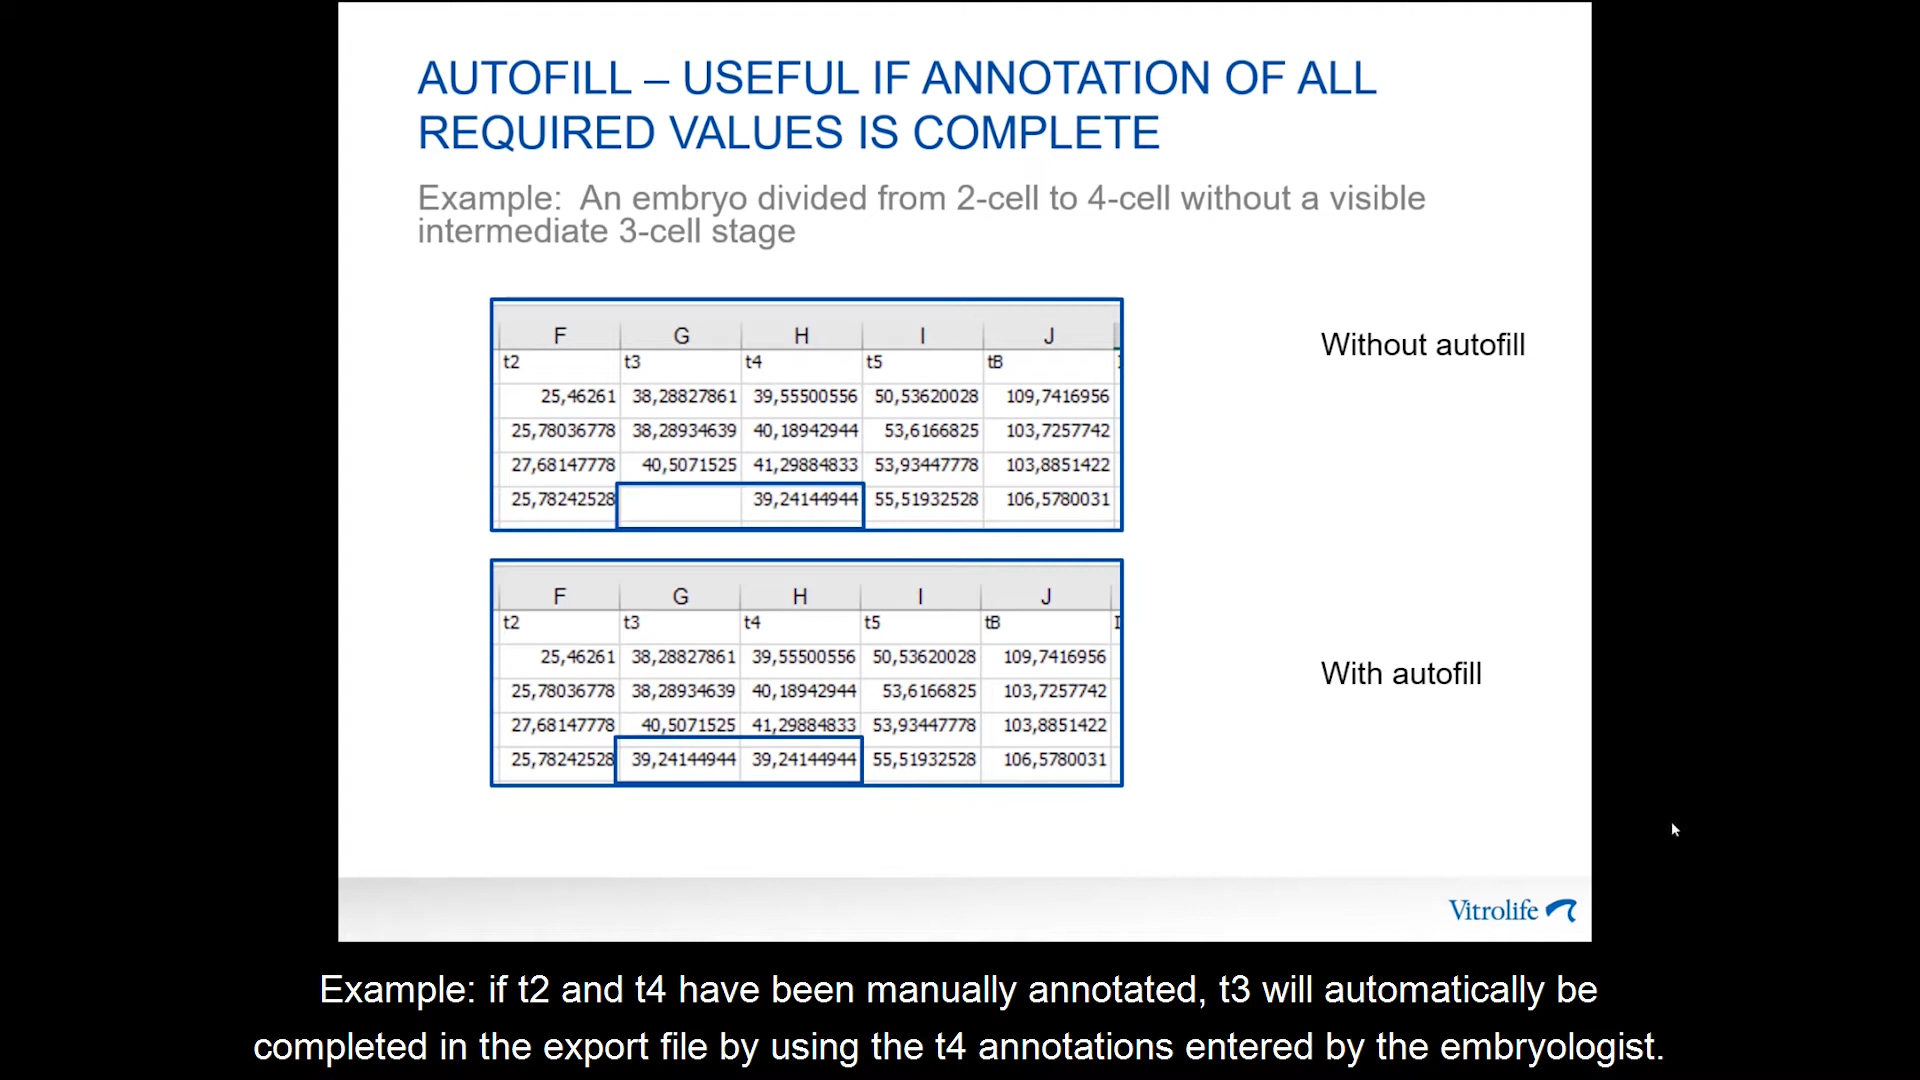 AUTOFILL – USEFUL IF ANNOTATION OF ALL
REQUIRED VALUES IS COMPLETE
Example:  An embryo divided from 2-cell to 4-cell without a visible
intermediate 3-cell stage
Without autofill
F G H I J
t2 t3 t4 t5 tB
25,46261 38,28827861 39,55500556 50,53620028 109,7416956
25,78036778 38,28934639 40,18942944 53,6166825 103,7257742
27,68147778 40,5071525 41,29884833 53,93447778 103,8851422
25,78242528 39,24144944 55,51932528 106,5780031
With autofill
F G H I J
t2 t3 t4 t5 tB
25,46261 38,28827861 39,55500556 50,53620028 109,7416956
25,78036778 38,28934639 40,18942944 53,6166825 103,7257742
27,68147778 40,5071525 41,29884833 53,93447778 103,8851422
25,78242528 39,24144944 39,24144944 55,51932528 106,5780031
Vitrolife
Example: if t2 and t4 have been manually annotated, t3 will automatically be
completed in the export file by using the t4 annotations entered by the embryologist.